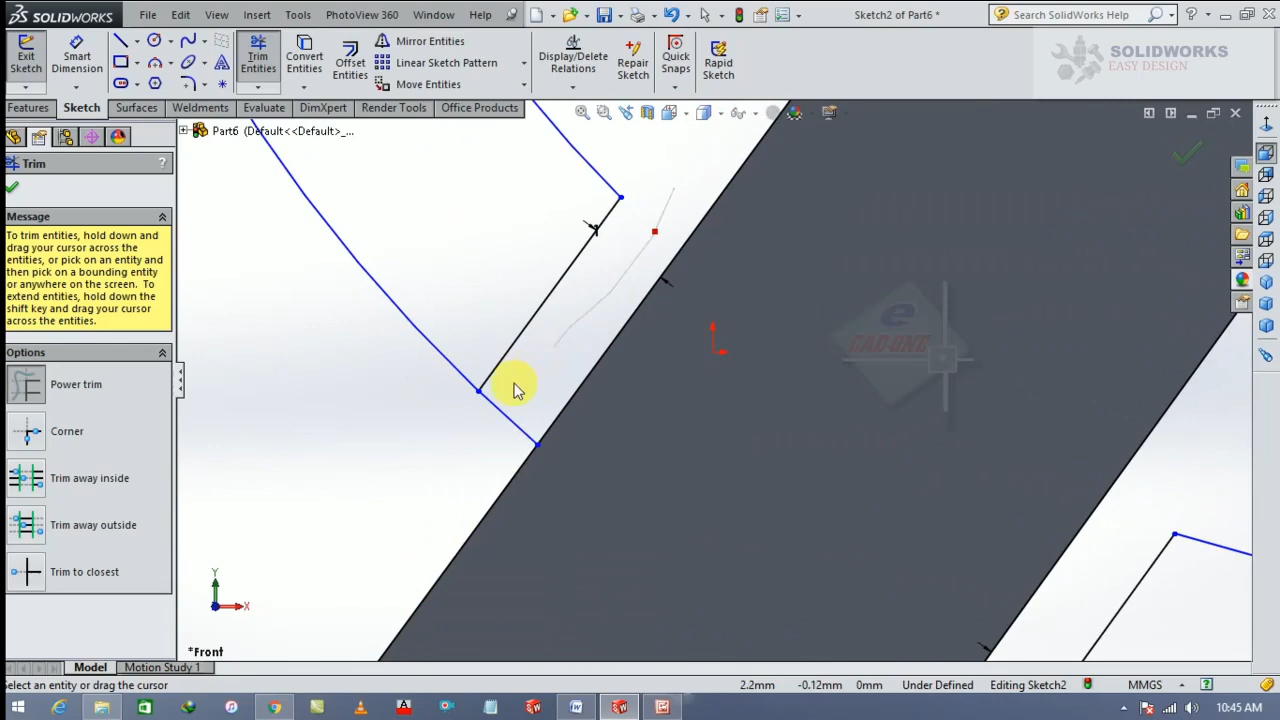 SOLIDWORKS File Edit View Insert Tools PhotoView 360 Window Help Sketch2 of Part6 * Search SolidWorks Help
Exit Sketch
Smart Dimension
Trim Entities
Convert Entities
Offset Entities
Mirror Entities
Linear Sketch Pattern
Move Entities
Display/Delete Relations
Repair Sketch
Quick Snaps
Rapid Sketch
SOLIDWORKS
EASY DESIGN
Features Sketch Surfaces Weldments Evaluate DimXpert Render Tools Office Products
Part6 (Default<<Default>_...
Trim ?
Message
To trim entities, hold down and
drag your cursor across the
entities, or pick on an entity and
then pick on a bounding entity
or anywhere on the screen. To
extend entities, hold down the
shift key and drag your cursor
across the entities.
Options
Power trim
Corner
Trim away inside
Trim away outside
Trim to closest
e
CAD-ONE
Y
X
*Front
Model Motion Study 1
Select an entity or drag the cursor 2.2mm -0.12mm 0mm Under Defined Editing Sketch2 MMGS
10:45 AM